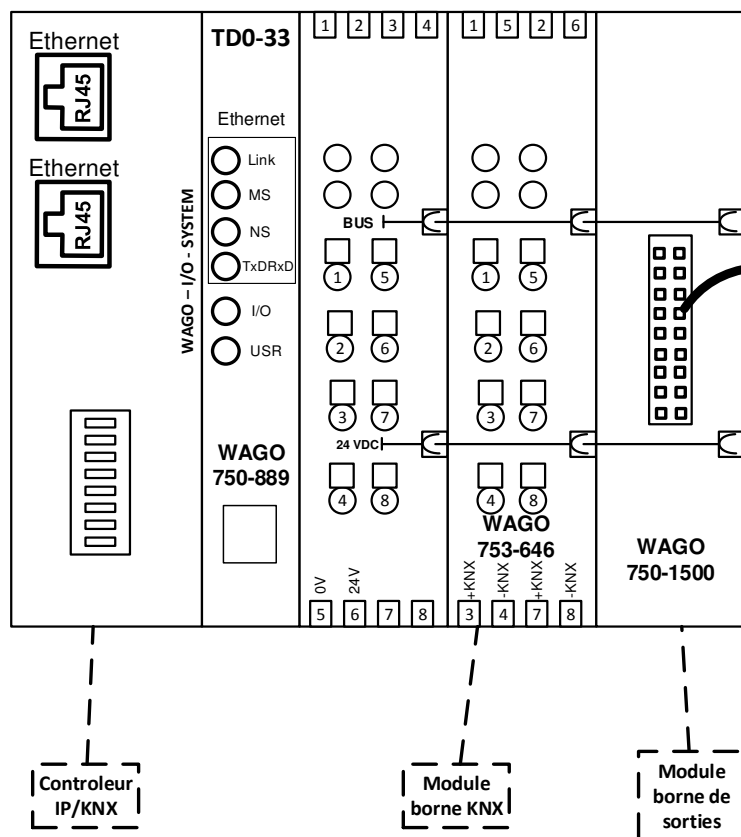 Ethernet
RJ45
Ethernet
RJ45
WAGO – I/O - SYSTEM
TD0-33
Ethernet
Link
MS
NS
TxDRxD
I/O
USR
WAGO
750-889
1 2 3 4
BUS
1 5
2 6
3 7
24 VDC
4 8
0V 24V
5 6 7 8
1 5 2 6
1 5
2 6
3 7
4 8
WAGO
753-646
+KNX -KNX +KNX -KNX
3 4 7 8
WAGO
750-1500
Controleur
IP/KNX
Module
borne KNX
Module
borne de
sorties